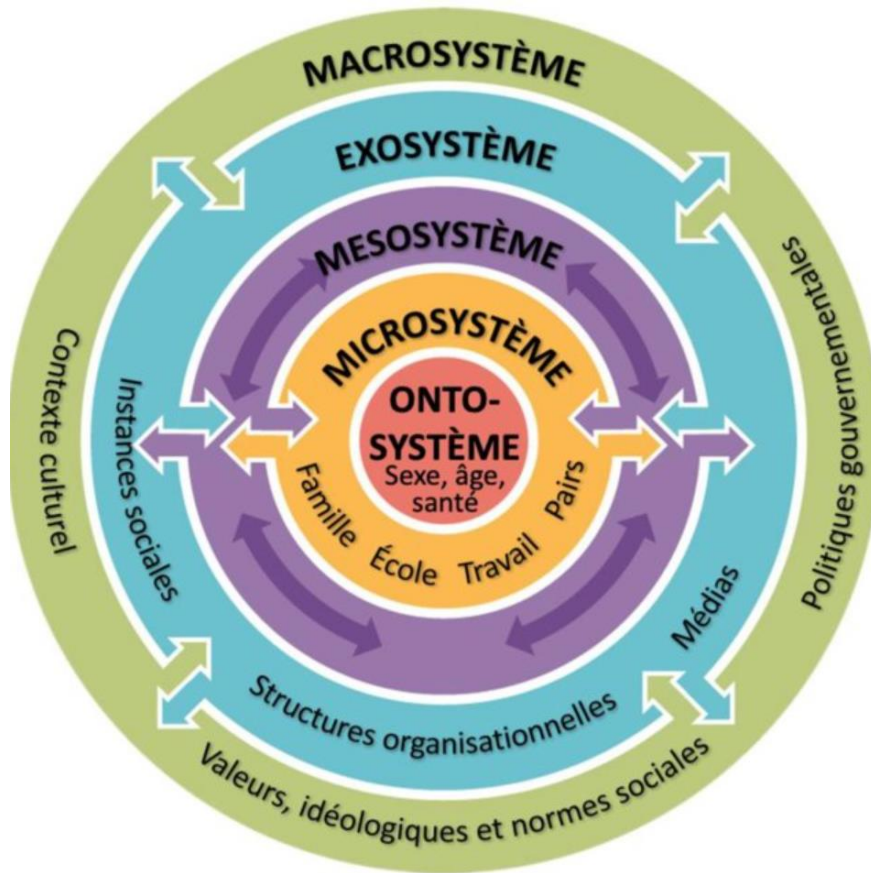 MACROSYSTÈME
EXOSYSTÈME
MESOSYSTÈME
MICROSYSTÈME
ONTO-
SYSTÈME
Sexe, âge,
santé
Famille École Travail Pairs
Instances sociales
Structures organisationnelles
Médias
Contexte culturel
Valeurs, idéologiques et normes sociales
Politiques gouvernementales